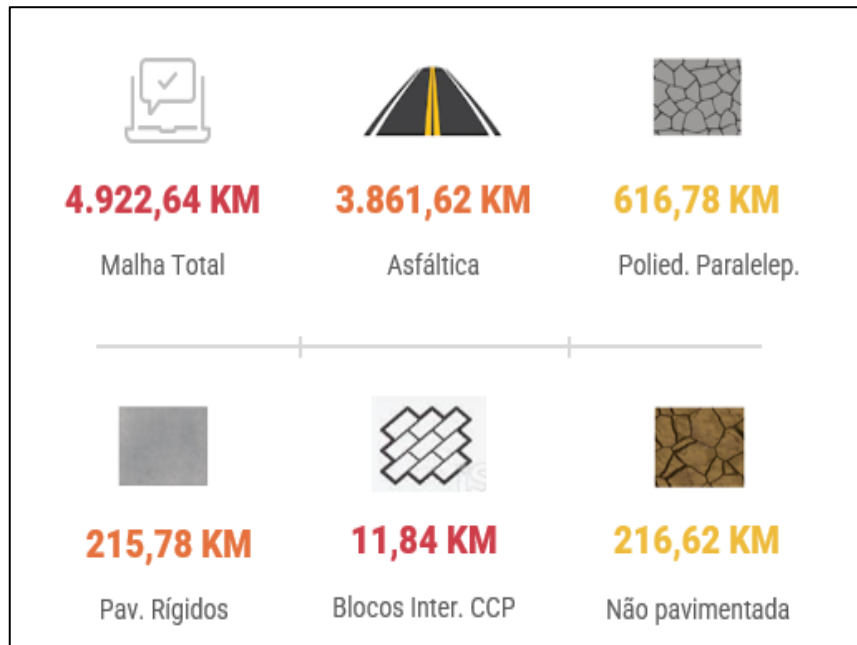 4.922,64 KM
3.861,62 KM
616,78 KM
Malha Total
Asfáltica
Polied. Paralelep.
215,78 KM
11,84 KM
216,62 KM
Pav. Rígidos
Blocos Inter. CCP
Não pavimentada